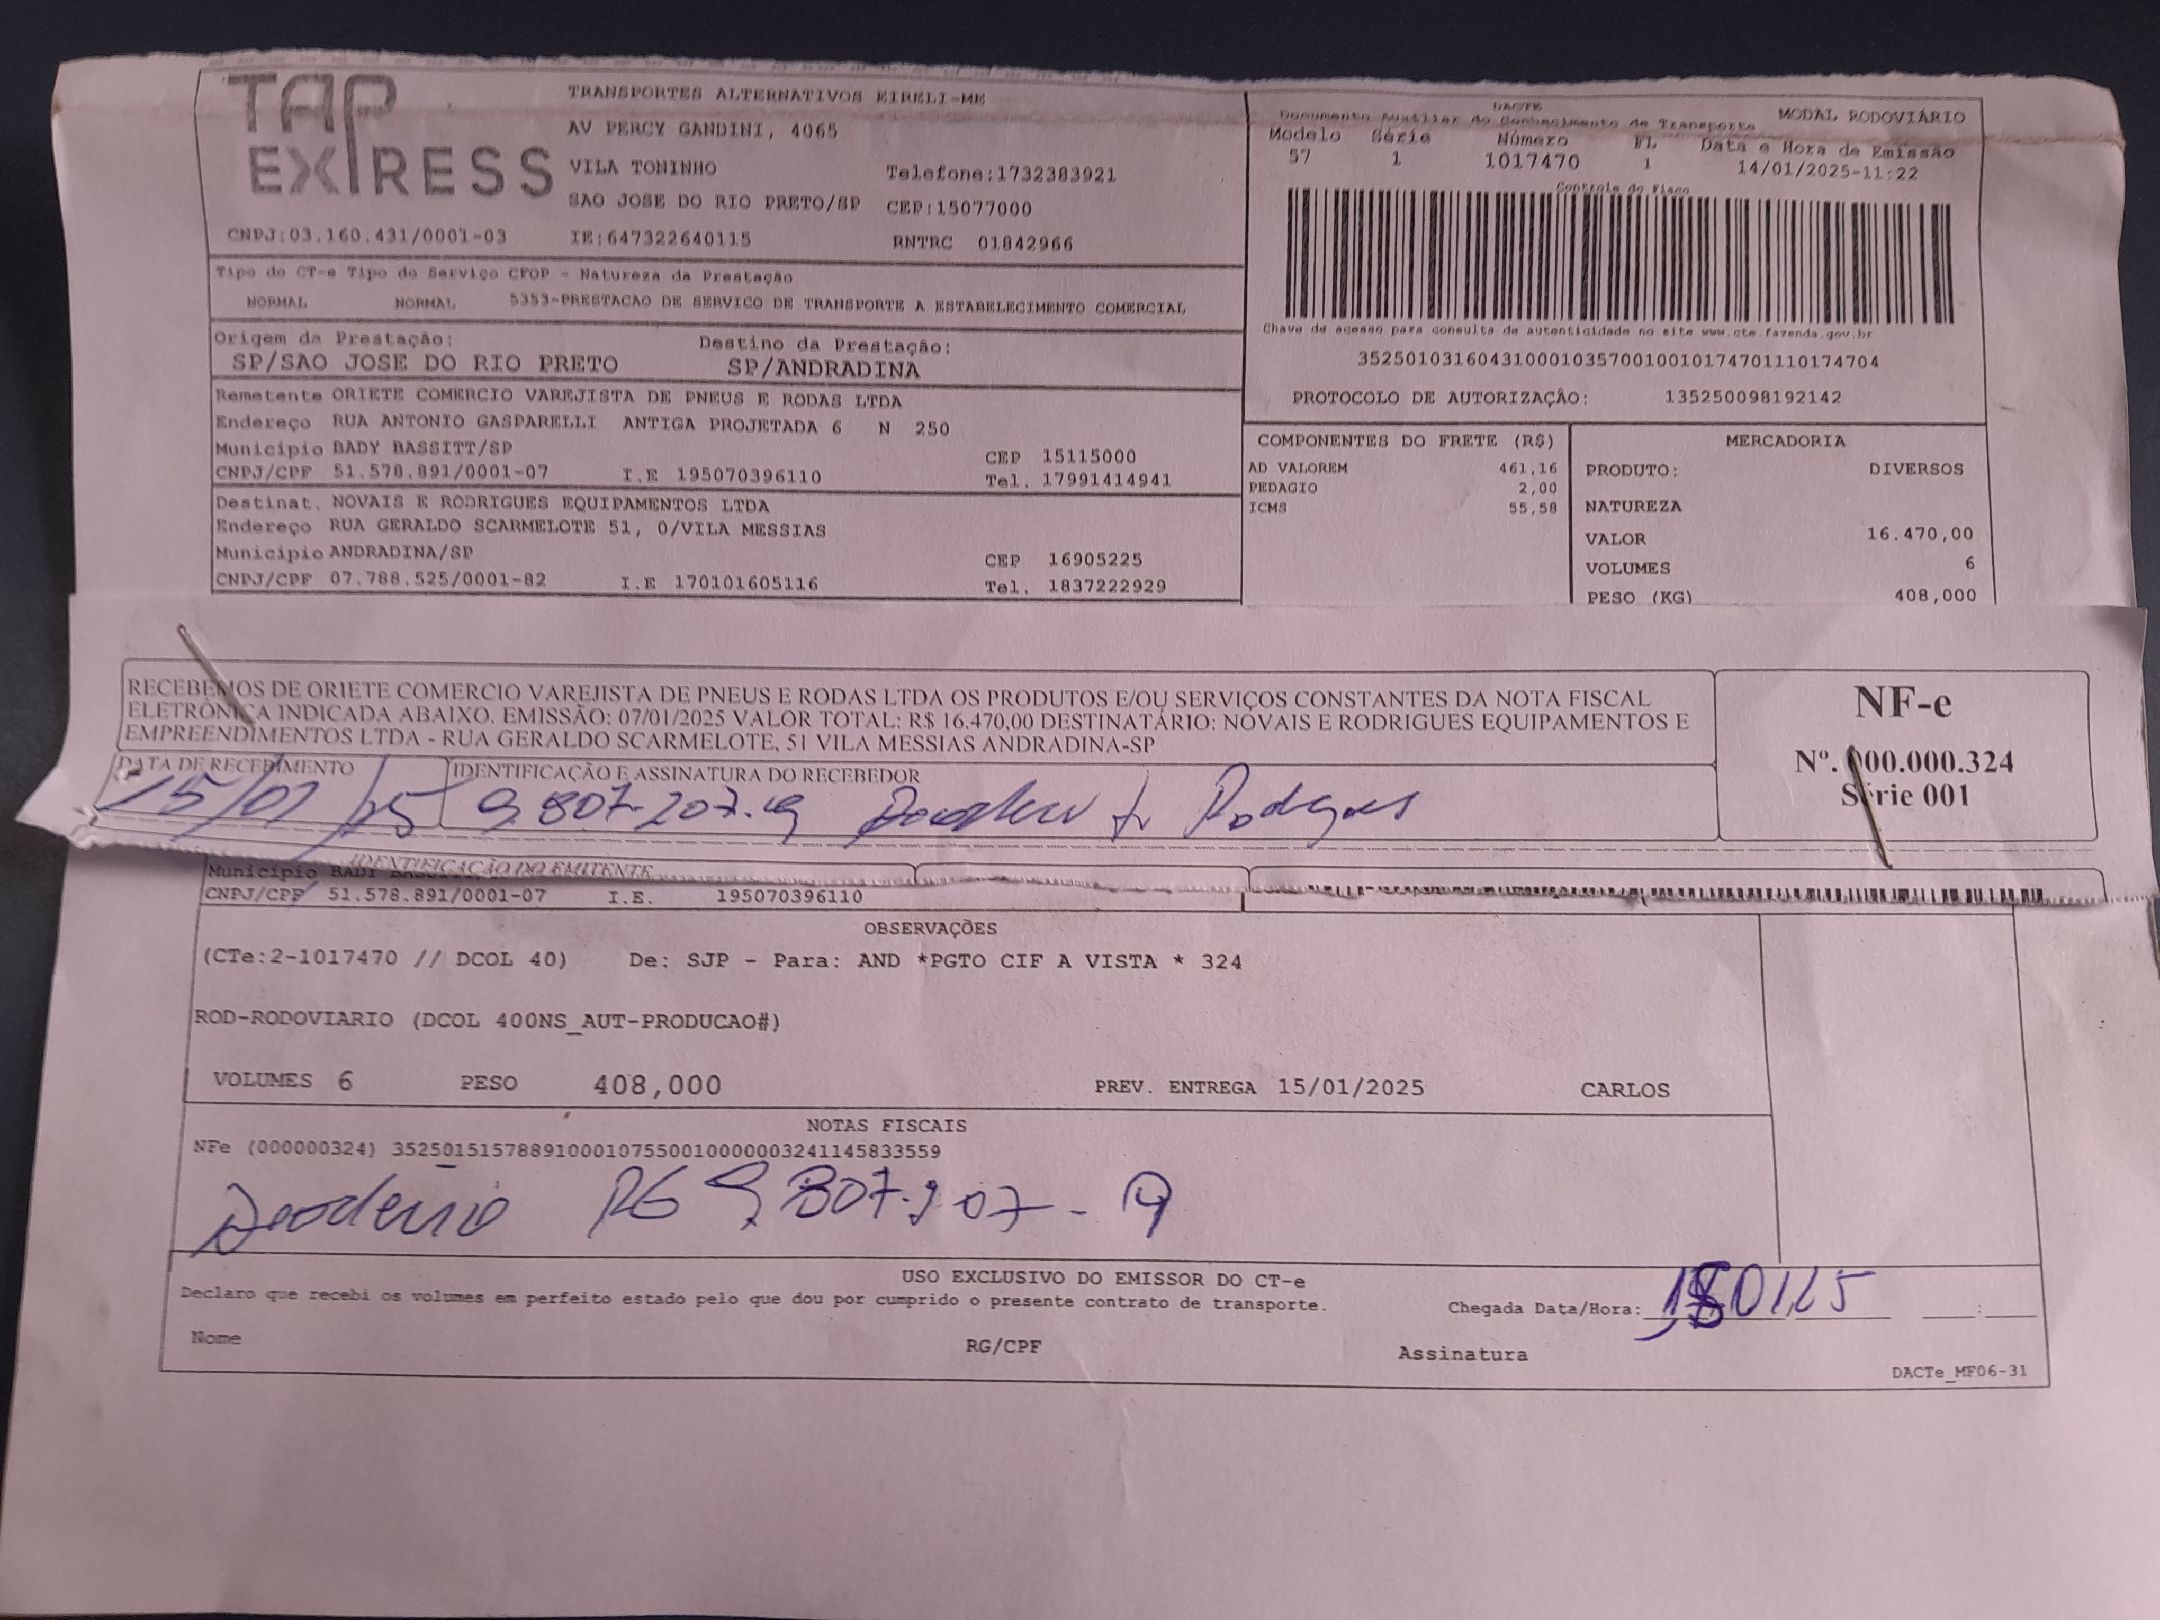 TAP EXPRESS
TRANSPORTES ALTERNATIVOS EIRELI-ME
AV PERCY GANDINI, 4065
VILA TONINHO Telefone:1732383921
SAO JOSE DO RIO PRETO/SP CEP:15077000
CNPJ:03.160.431/0001-03 IE:647322640115 RNTRC 01842966
DACTE MODAL RODOVIÁRIO
Documento Auxiliar do Conhecimento de Transporte
Modelo Série Número FL Data e Hora de Emissão
57 1 1017470 1 14/01/2025-11:22
Controle do Fisco
Chave de acesso para consulta de autenticidade no site www.cte.fazenda.gov.br
35250103160431000103570010010174701110174704
PROTOCOLO DE AUTORIZAÇÃO: 135250098192142
Tipo do CT-e Tipo do Serviço CFOP - Natureza da Prestação
NORMAL NORMAL 5353-PRESTACAO DE SERVICO DE TRANSPORTE A ESTABELECIMENTO COMERCIAL
Origem da Prestação: Destino da Prestação:
SP/SAO JOSE DO RIO PRETO SP/ANDRADINA
Remetente ORIETE COMERCIO VAREJISTA DE PNEUS E RODAS LTDA
Endereço RUA ANTONIO GASPARELLI ANTIGA PROJETADA 6 N 250
Município BADY BASSITT/SP CEP 15115000
CNPJ/CPF 51.578.891/0001-07 I.E 195070396110 Tel. 17991414941
Destinat. NOVAIS E RODRIGUES EQUIPAMENTOS LTDA
Endereço RUA GERALDO SCARMELOTE 51, 0/VILA MESSIAS
Município ANDRADINA/SP CEP 16905225
CNPJ/CPF 07.788.525/0001-82 I.E 170101605116 Tel. 1837222929
COMPONENTES DO FRETE (R$)
AD VALOREM 461,16
PEDAGIO 2,00
ICMS 55,58
MERCADORIA
PRODUTO: DIVERSOS
NATUREZA
VALOR 16.470,00
VOLUMES 6
PESO (KG) 408,000
RECEBEMOS DE ORIETE COMERCIO VAREJISTA DE PNEUS E RODAS LTDA OS PRODUTOS E/OU SERVIÇOS CONSTANTES DA NOTA FISCAL
ELETRÔNICA INDICADA ABAIXO. EMISSÃO: 07/01/2025 VALOR TOTAL: R$ 16.470,00 DESTINATÁRIO: NOVAIS E RODRIGUES EQUIPAMENTOS E
EMPREENDIMENTOS LTDA - RUA GERALDO SCARMELOTE, 51 VILA MESSIAS ANDRADINA-SP
NF-e
Nº. 000.000.324
Série 001
DATA DE RECEBIMENTO IDENTIFICAÇÃO E ASSINATURA DO RECEBEDOR
15/01/25 9.807.207.9 Rodrigues
IDENTIFICAÇÃO DO EMITENTE
Município BADY BASSITT
CNPJ/CPF 51.578.891/0001-07 I.E. 195070396110
OBSERVAÇÕES
(CTe:2-1017470 // DCOL 40) De: SJP - Para: AND *PGTO CIF A VISTA * 324
ROD-RODOVIARIO (DCOL 400NS_AUT-PRODUCAO#)
VOLUMES 6 PESO 408,000 PREV. ENTREGA 15/01/2025 CARLOS
NOTAS FISCAIS
NFe (000000324) 35250151578891000107550010000003241145833559
RG 9.807.207-9
USO EXCLUSIVO DO EMISSOR DO CT-e
Declaro que recebi os volumes em perfeito estado pelo que dou por cumprido o presente contrato de transporte.
Chegada Data/Hora: :
Nome RG/CPF Assinatura
DACTe_MF06-31